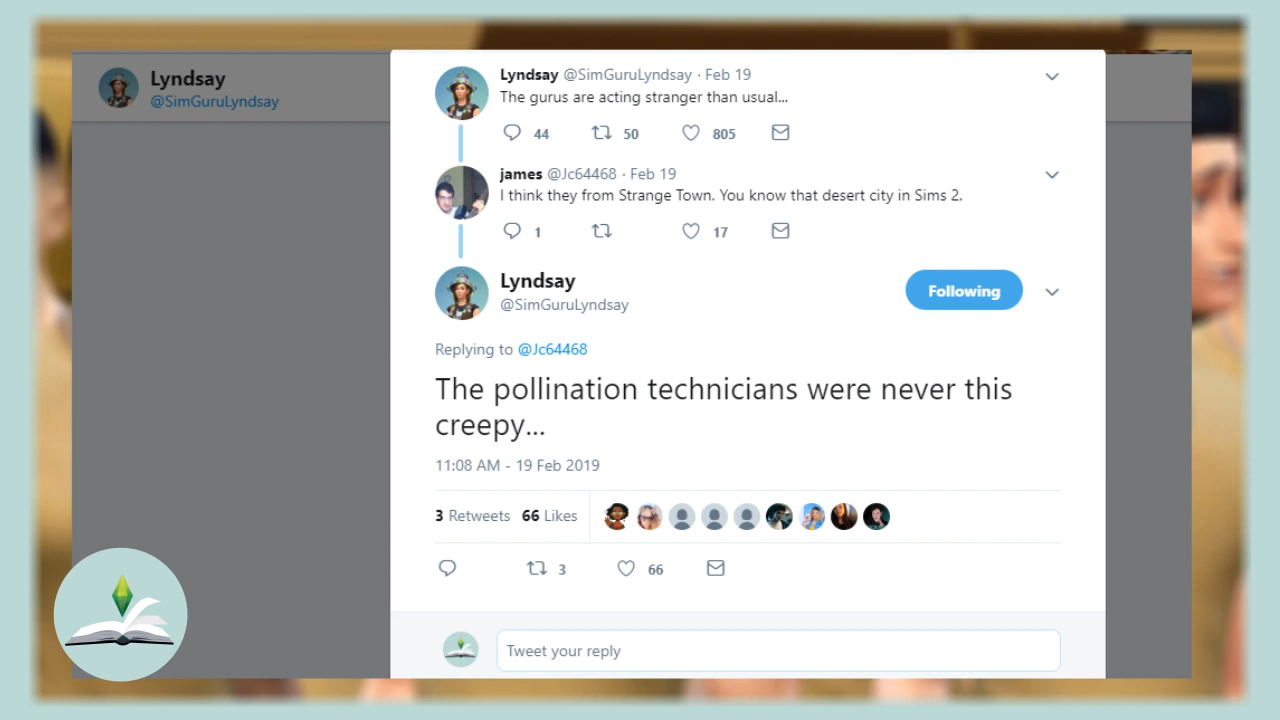 Lyndsay
@SimGuruLyndsay
Lyndsay @SimGuruLyndsay · Feb 19
The gurus are acting stranger than usual...
44 50 805
james @Jc64468 · Feb 19
I think they from Strange Town. You know that desert city in Sims 2.
1 17
Lyndsay
@SimGuruLyndsay
Following
Replying to @Jc64468
The pollination technicians were never this
creepy...
11:08 AM - 19 Feb 2019
3 Retweets 66 Likes
3 66
Tweet your reply